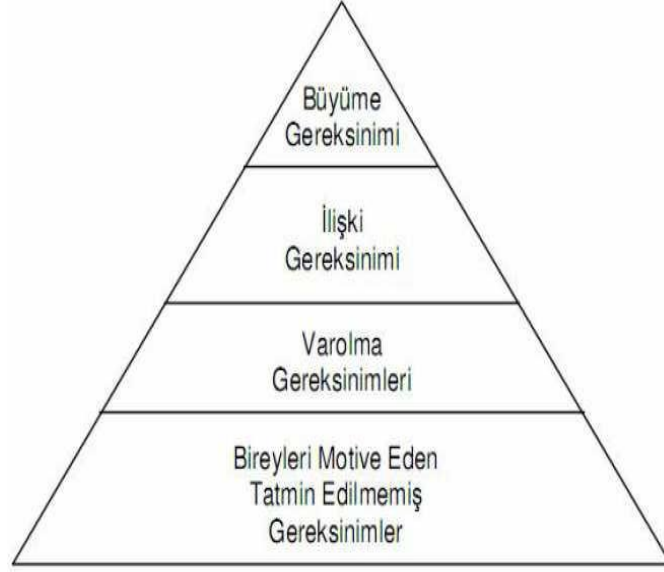 Büyüme
Gereksinimi
İlişki
Gereksinimi
Varolma
Gereksinimleri
Bireyleri Motive Eden
Tatmin Edilmemiş
Gereksinimler